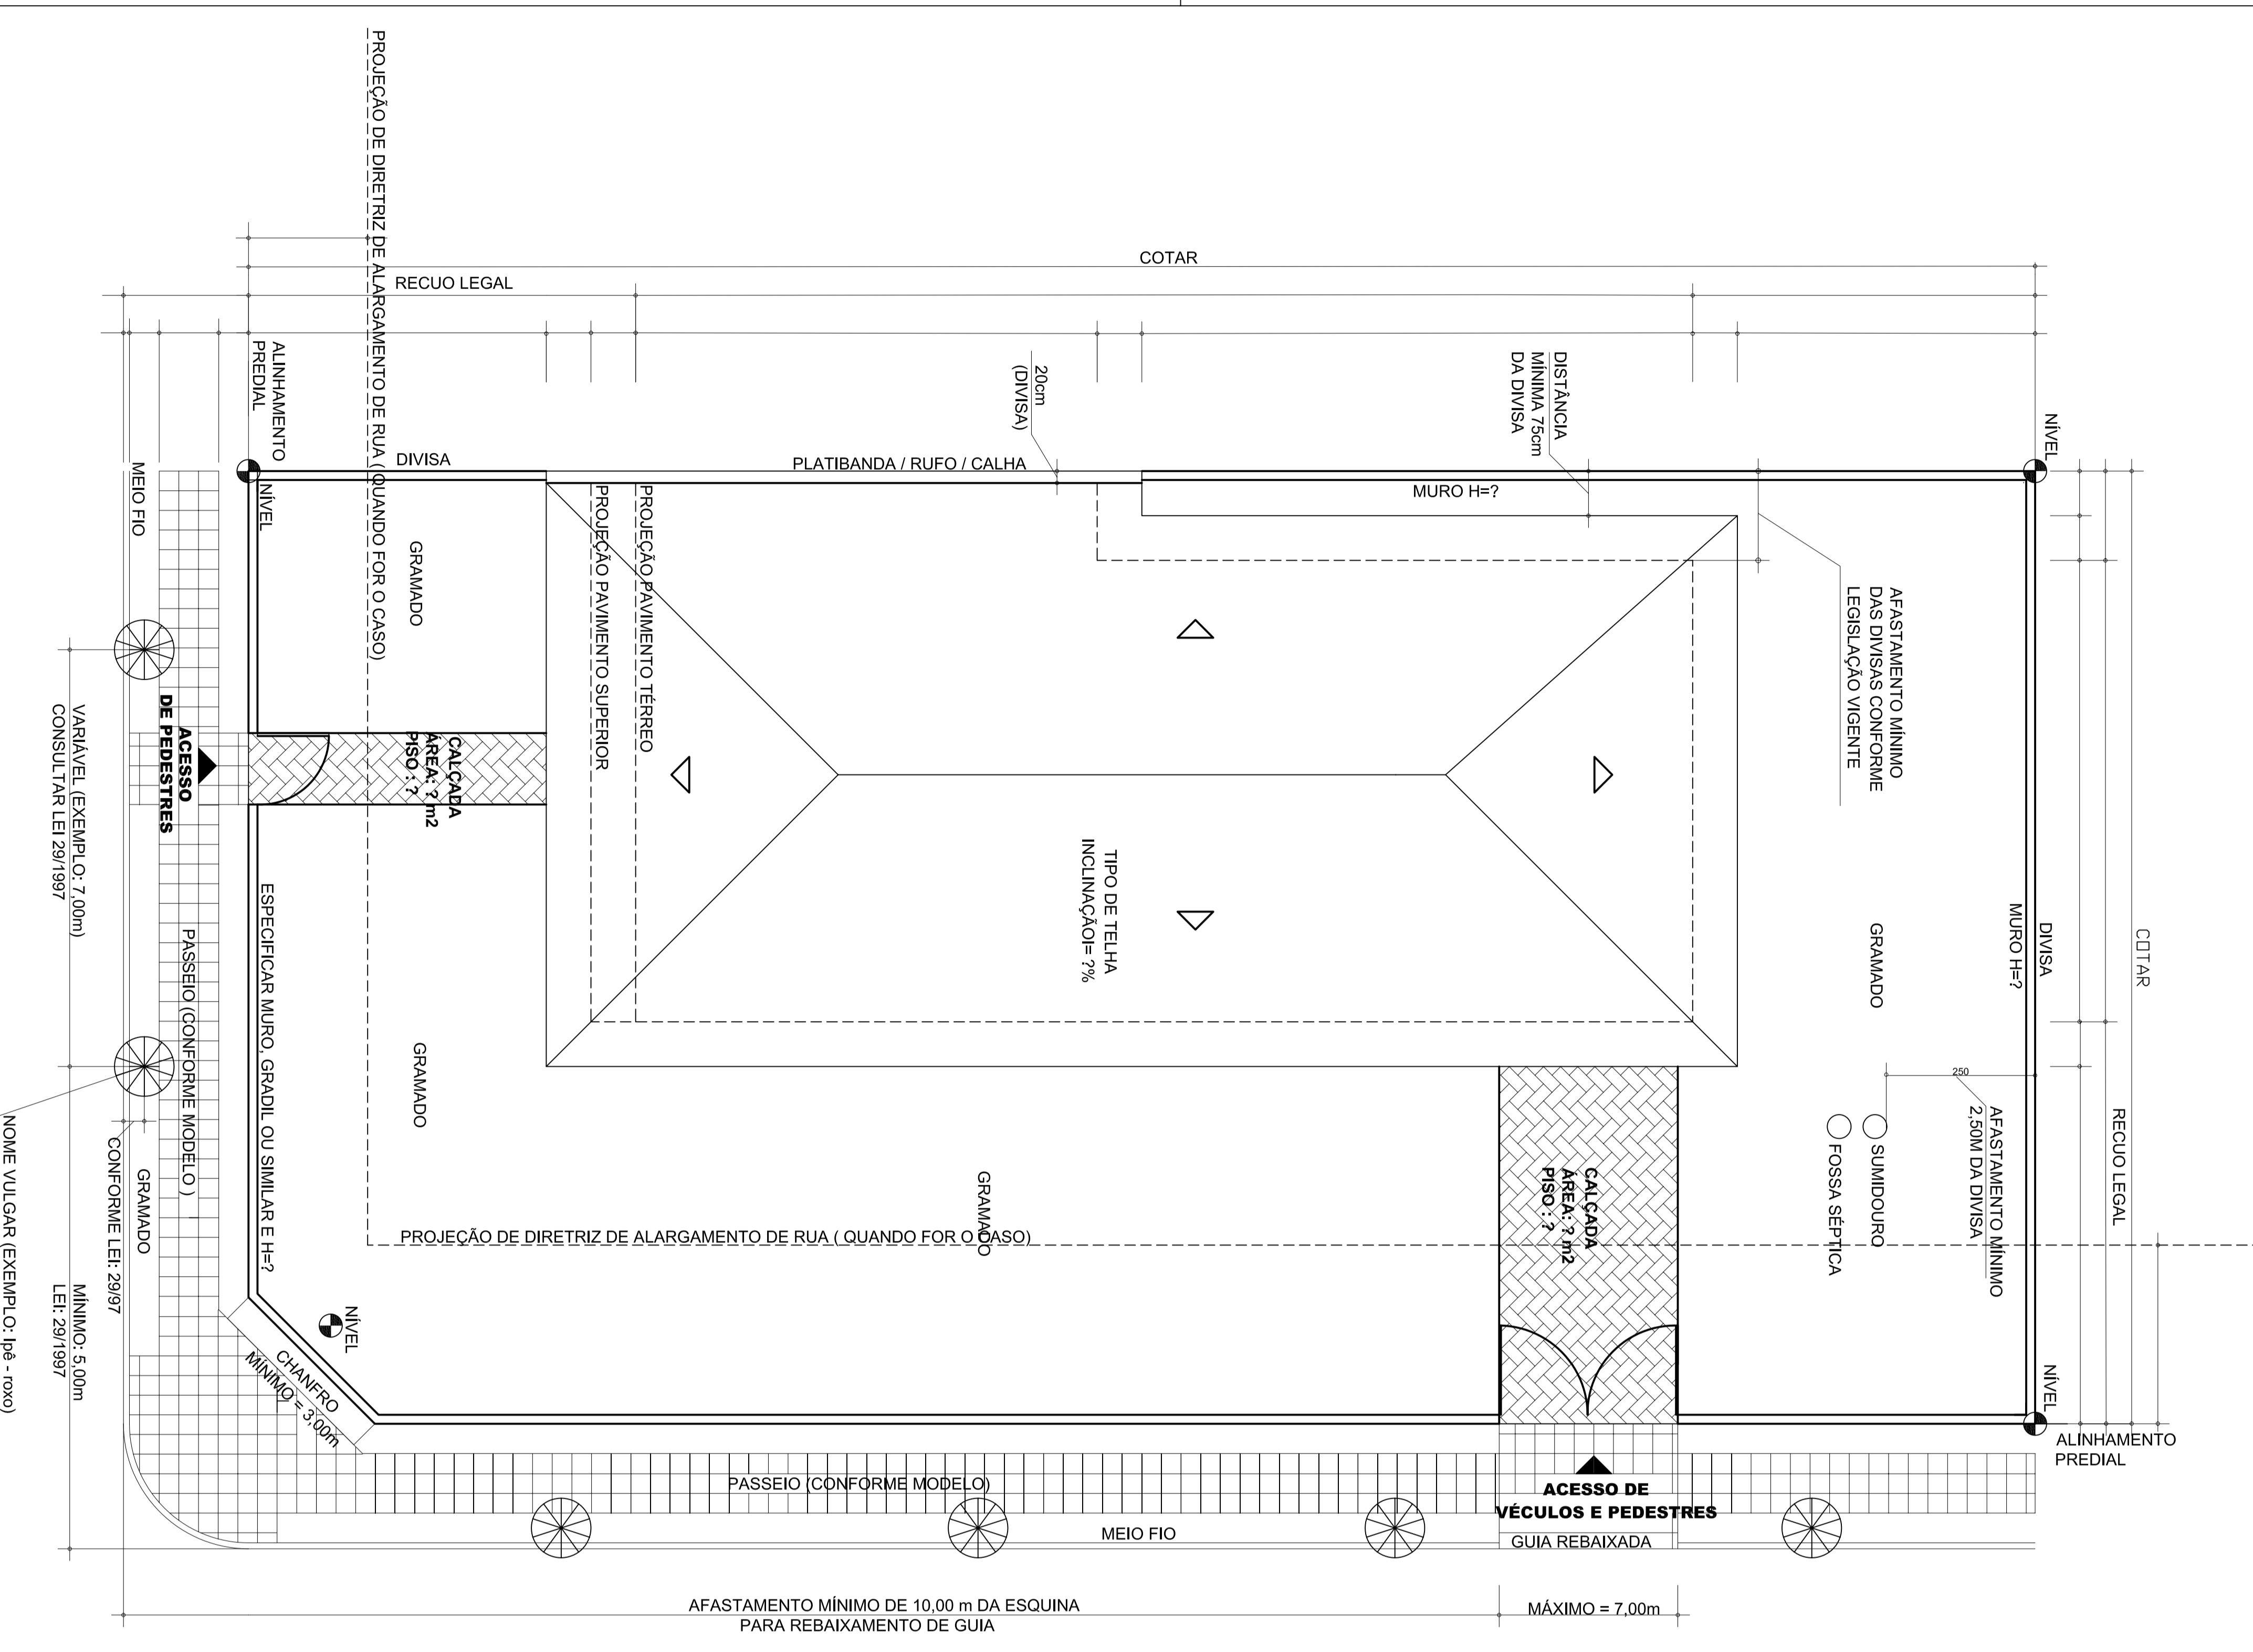 PROJEÇÃO DE DIRETRIZ DE ALARGAMENTO DE RUA ( QUANDO FOR O CASO)
COTAR
RECUO LEGAL
ALINHAMENTO
PREDIAL
20cm
(DIVISA)
DISTÂNCIA
MÍNIMA 75cm
DA DIVISA
NÍVEL
MEIO FIO
NÍVEL
DIVISA
PLATIBANDA / RUFO / CALHA
MURO H=?
GRAMADO
PROJEÇÃO PAVIMENTO SUPERIOR
PROJEÇÃO PAVIMENTO TÉRREO
AFASTAMENTO MÍNIMO
DAS DIVISAS CONFORME
LEGISLAÇÃO VIGENTE
VARIÁVEL (EXEMPLO: 7,00m)
CONSULTAR LEI 29/1997
ACESSO
DE PEDESTRES
CALÇADA
ÁREA: ? m2
PISO : ?
TIPO DE TELHA
INCLINAÇÃOI= ?%
GRAMADO
DIVISA
MURO H=?
COTAR
RECUO LEGAL
PASSEIO (CONFORME MODELO )
ESPECIFICAR MURO, GRADIL OU SIMILAR E H=?
GRAMADO
250
AFASTAMENTO MÍNIMO
2,50M DA DIVISA
SUMIDOURO
FOSSA SÉPTICA
NOME VULGAR (EXEMPLO: Ipê - roxo)
CONFORME LEI: 29/97
GRAMADO
GRAMADO
CALÇADA
ÁREA: ? m2
PISO : ?
PROJEÇÃO DE DIRETRIZ DE ALARGAMENTO DE RUA ( QUANDO FOR O CASO)
MÍNIMO: 5,00m
LEI: 29/1997
NÍVEL
CHANFRO
MÍNIMO = 3,00m
NÍVEL
ALINHAMENTO
PREDIAL
PASSEIO (CONFORME MODELO)
ACESSO DE
VÉCULOS E PEDESTRES
MEIO FIO
GUIA REBAIXADA
AFASTAMENTO MÍNIMO DE 10,00 m DA ESQUINA
PARA REBAIXAMENTO DE GUIA
MÁXIMO = 7,00m